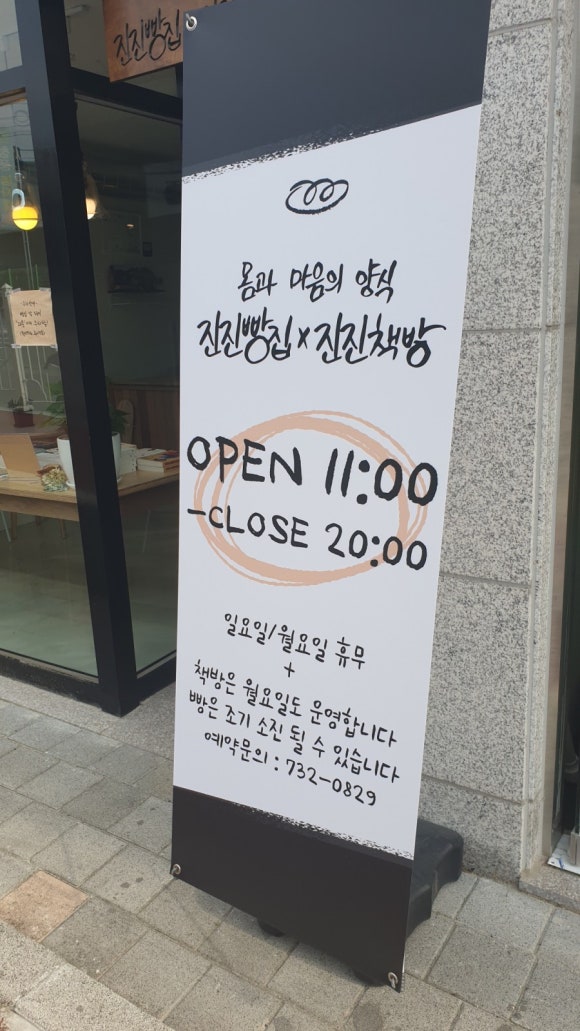 진진빵집
몸과 마음의 양식
진진빵집×진진책방
OPEN 11:00
-CLOSE 20:00
일요일/월요일 휴무
+
책방은 월요일도 운영합니다
빵은 조기 소진 될 수 있습니다
예약문의 : 732-0829